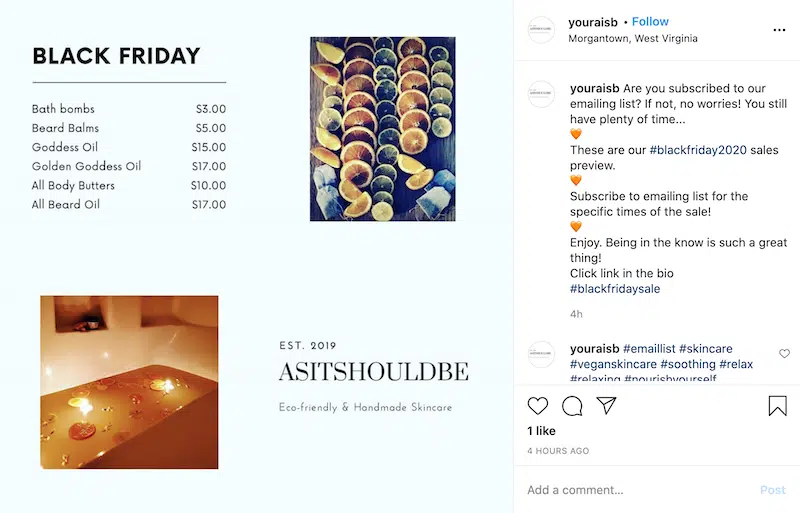 BLACK FRIDAY
Bath bombs $3.00
Beard Balms $5.00
Goddess Oil $15.00
Golden Goddess Oil $17.00
All Body Butters $10.00
All Beard Oil $17.00
EST. 2019
ASITSHOULDBE
Eco-friendly & Handmade Skincare
youraisb • Follow
Morgantown, West Virginia
youraisb Are you subscribed to our
emailing list? If not, no worries! You still
have plenty of time...
🧡
These are our #blackfriday2020 sales
preview.
🧡
Subscribe to emailing list for the
specific times of the sale!
🧡
Enjoy. Being in the know is such a great
thing!
Click link in the bio
#blackfridaysale
4h
youraisb #emaillist #skincare
#veganskincare #soothing #relax
#relaxing #nourishyourself
1 like
4 HOURS AGO
Add a comment... Post